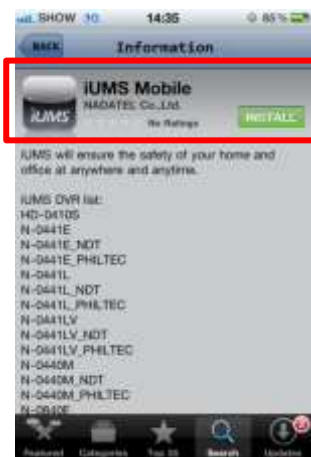 SHOW 3G 14:35 85%
BACK Information
iUMS
iUMS Mobile
NADATEL Co.,Ltd.
No Ratings
INSTALL
iUMS will ensure the safety of your home and
office at anywhere and anytime.
iUMS DVR list:
HD-0410S
N-0441E
N-0441E_NDT
N-0441E_PHILTEC
N-0441L
N-0441L_NDT
N-0441L_PHILTEC
N-0441LV
N-0441LV_NDT
N-0441LV_PHILTEC
N-0440M
N-0440M_NDT
N-0440M_PHILTEC
N-0840E
Featured Categories Top 25 Search Updates